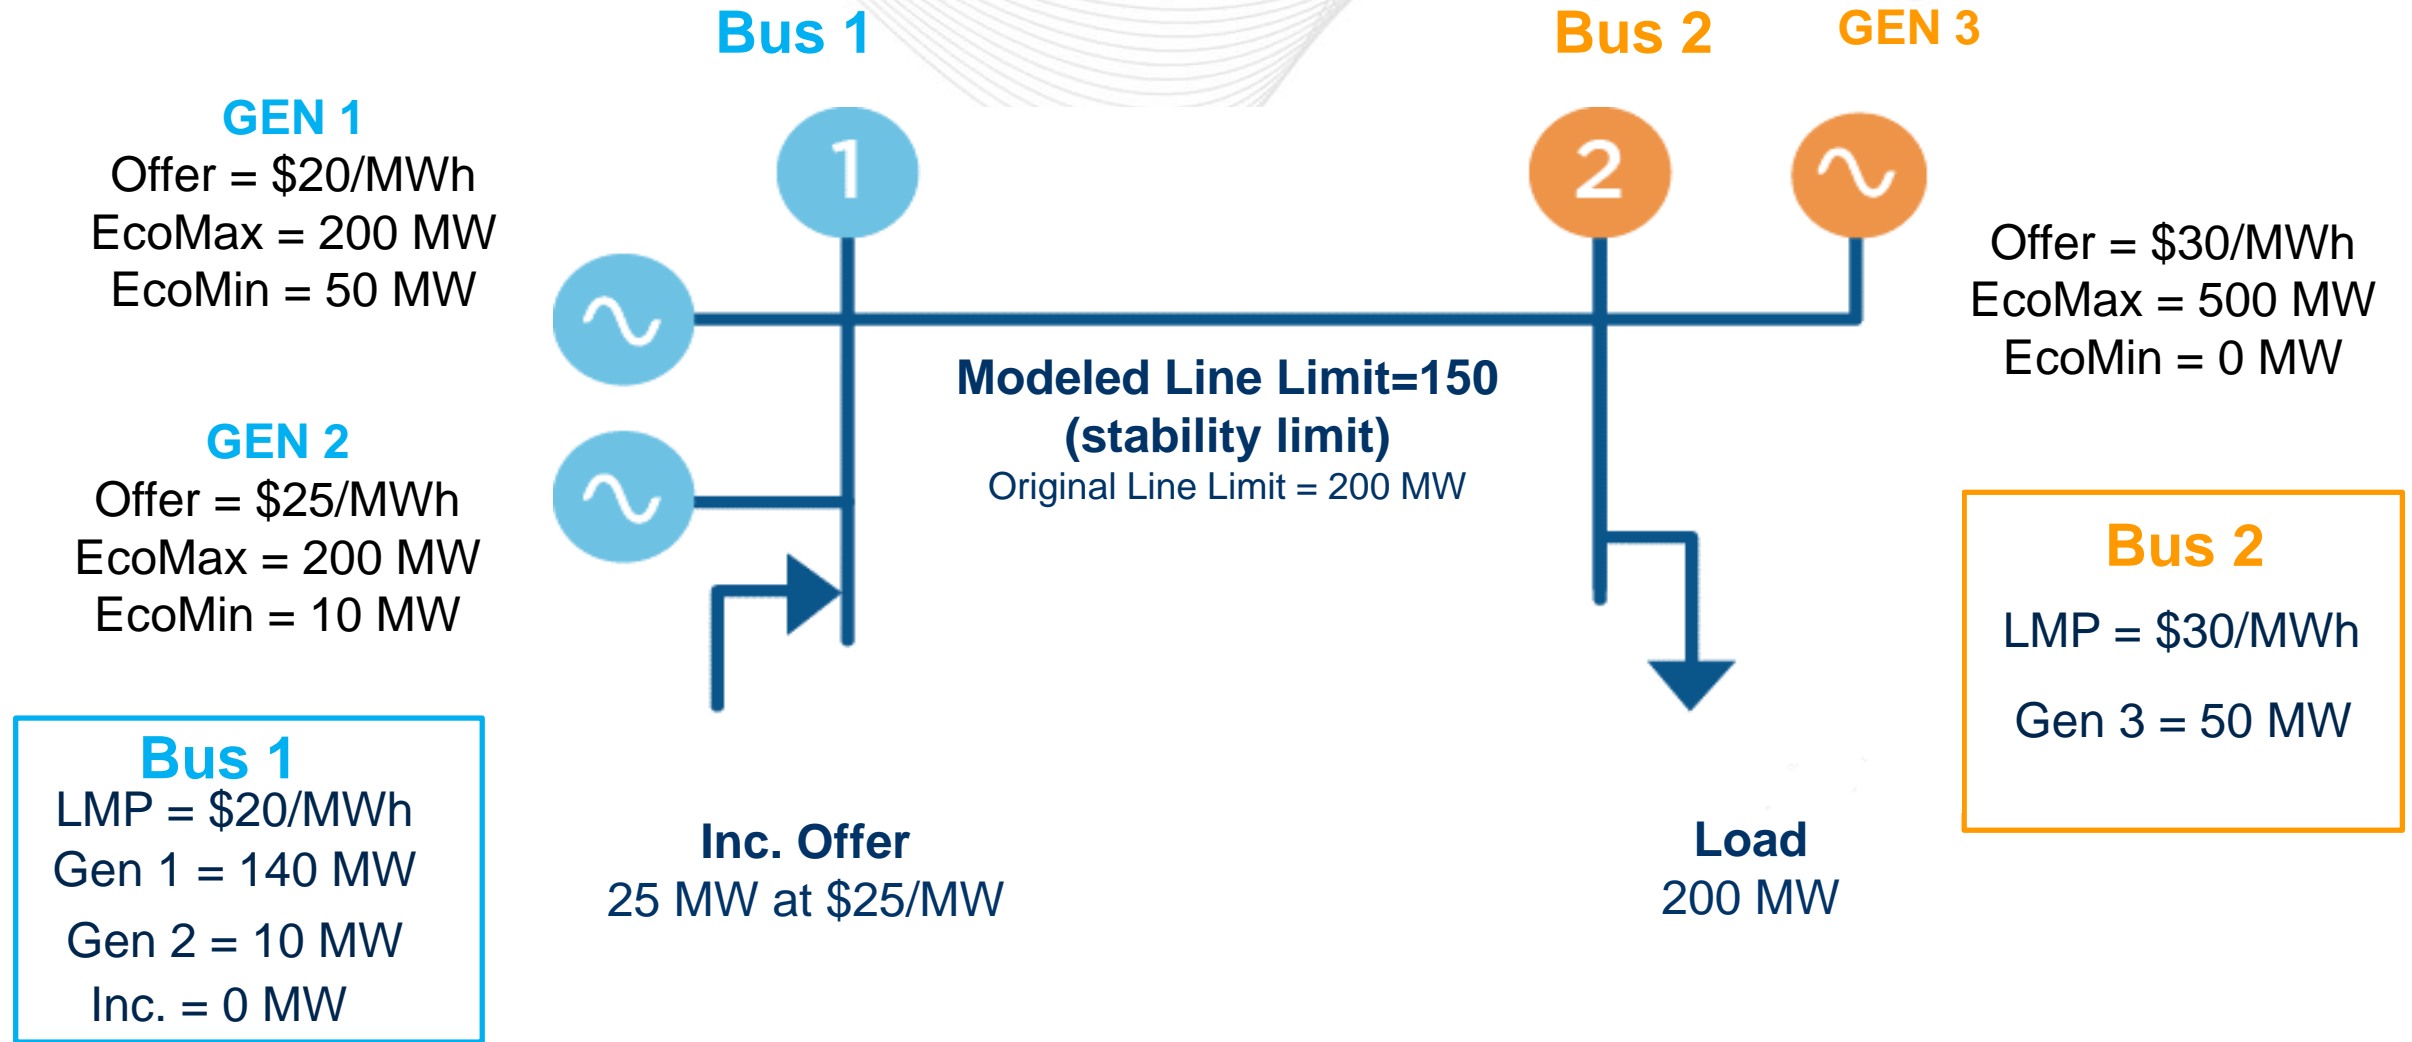 Bus 1
Bus 2
GEN 3
GEN 1
Offer = $20/MWh
EcoMax = 200 MW
EcoMin = 50 MW
1
2
Offer = $30/MWh
EcoMax = 500 MW
EcoMin = 0 MW
Modeled Line Limit=150
(stability limit)
Original Line Limit = 200 MW
GEN 2
Offer = $25/MWh
EcoMax = 200 MW
EcoMin = 10 MW
Bus 2
LMP = $30/MWh
Gen 3 = 50 MW
Bus 1
LMP = $20/MWh
Gen 1 = 140 MW
Gen 2 = 10 MW
Inc. = 0 MW
Inc. Offer
25 MW at $25/MW
Load
200 MW